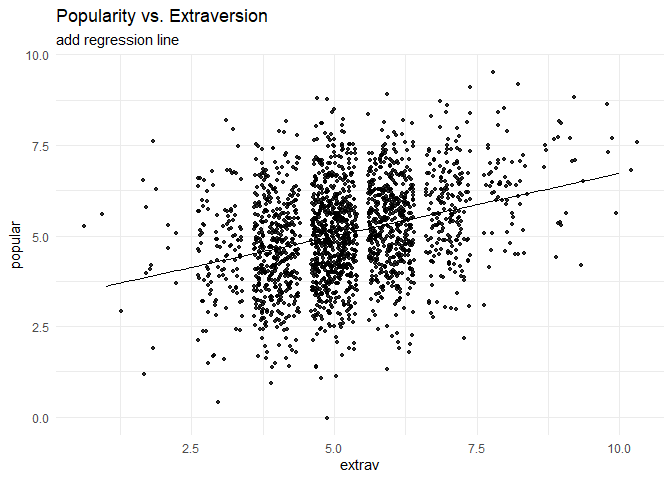 Popularity vs. Extraversion
add regression line
10.0
7.5
5.0
2.5
0.0
popular
2.5 5.0 7.5 10.0
extrav